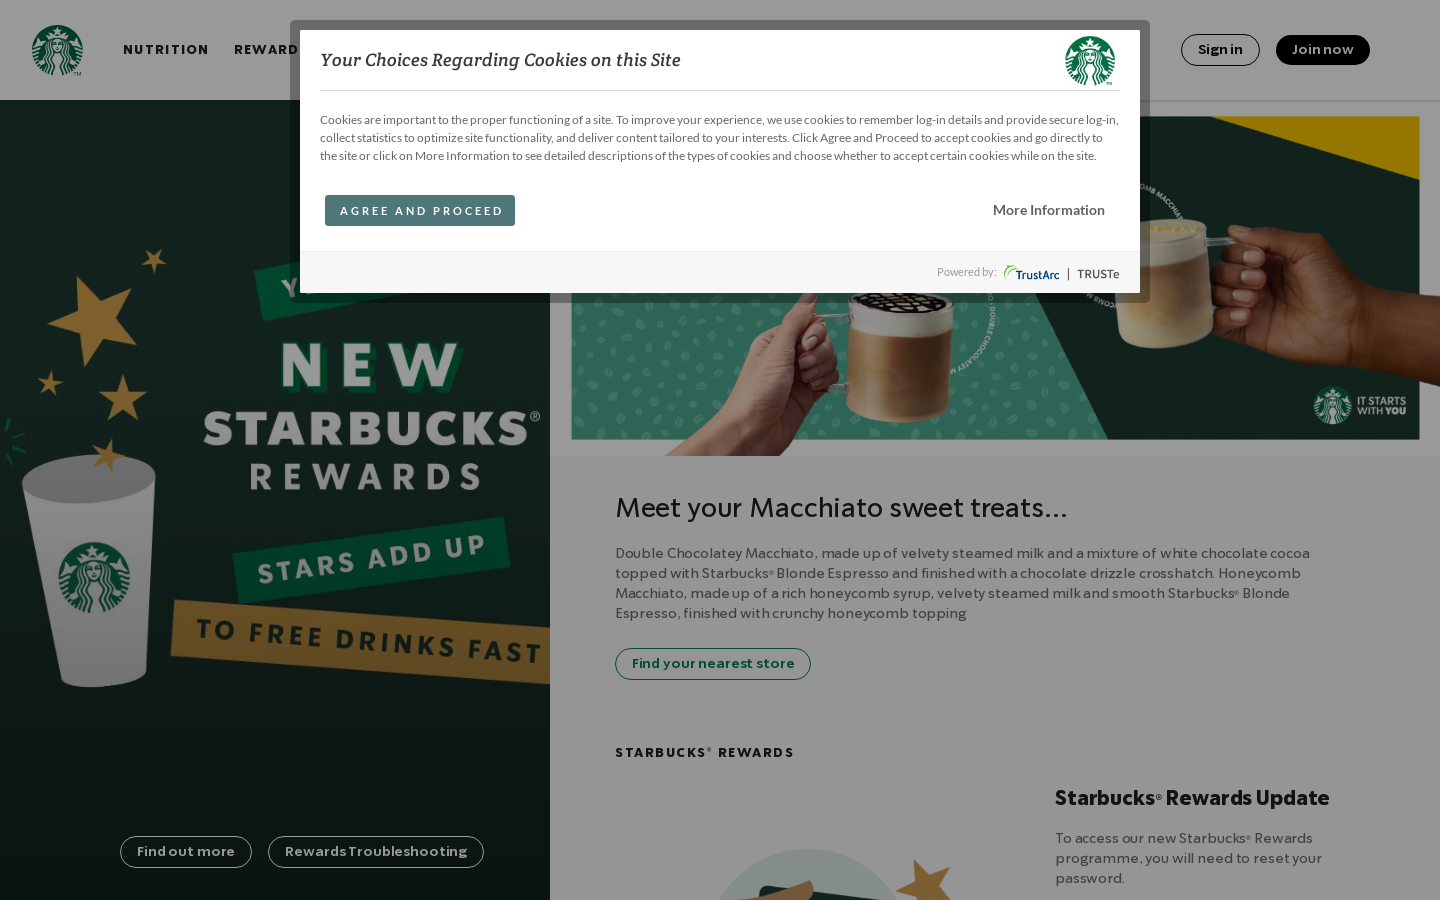 NUTRITION
REWARD
Sign in
Join now
Your Choices Regarding Cookies on this Site
Cookies are important to the proper functioning of a site. To improve your experience, we use cookies to remember log-in details and provide secure log-in,
collect statistics to optimize site functionality, and deliver content tailored to your interests. Click Agree and Proceed to accept cookies and go directly to
the site or click on More Information to see detailed descriptions of the types of cookies and choose whether to accept certain cookies while on the site.
AGREE AND PROCEED
More Information
Powered by: TrustArc | TRUSTe
NEW
STARBUCKS®
REWARDS
STARS ADD UP
TO FREE DRINKS FAST
Find out more
Rewards Troubleshooting
IT STARTS
WITH YOU
Meet your Macchiato sweet treats...
Double Chocolatey Macchiato, made up of velvety steamed milk and a mixture of white chocolate cocoa
topped with Starbucks® Blonde Espresso and finished with a chocolate drizzle crosshatch. Honeycomb
Macchiato, made up of a rich honeycomb syrup, velvety steamed milk and smooth Starbucks® Blonde
Espresso, finished with crunchy honeycomb topping
Find your nearest store
STARBUCKS® REWARDS
Starbucks® Rewards Update
To access our new Starbucks® Rewards
programme, you will need to reset your
password.